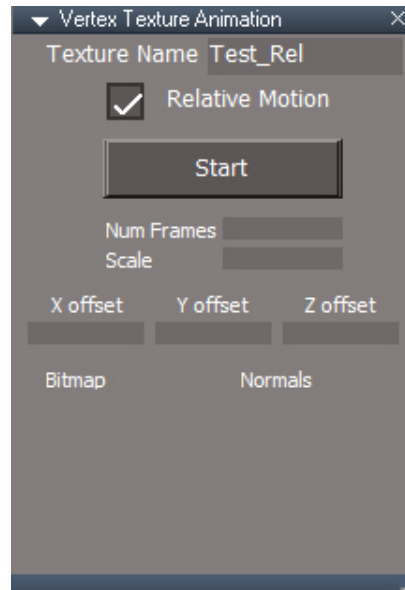 Vertex Texture Animation
Texture Name Test_Rel
Relative Motion
Start
Num Frames
Scale
X offset Y offset Z offset
Bitmap Normals